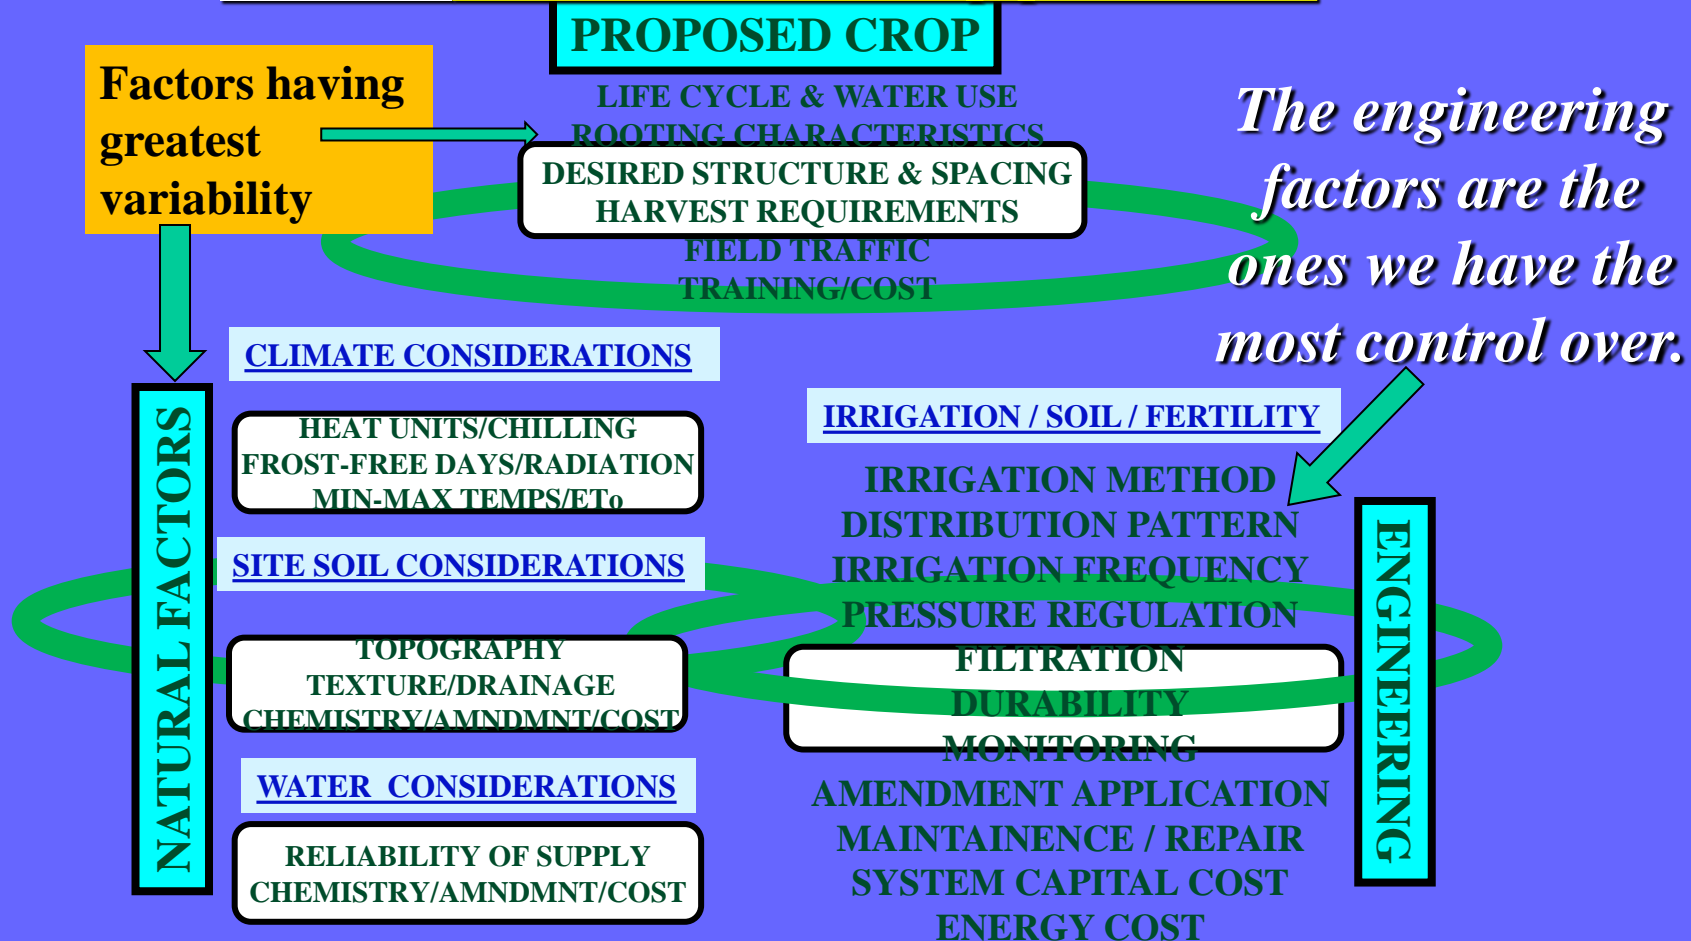 PROPOSED CROP
Factors having
greatest
variability
LIFE CYCLE & WATER USE
ROOTING CHARACTERISTICS
DESIRED STRUCTURE & SPACING
HARVEST REQUIREMENTS
FIELD TRAFFIC
TRAINING/COST
The engineering
factors are the
ones we have the
most control over.
NATURAL FACTORS
CLIMATE CONSIDERATIONS
HEAT UNITS/CHILLING
FROST-FREE DAYS/RADIATION
MIN-MAX TEMPS/ETo
SITE SOIL CONSIDERATIONS
TOPOGRAPHY
TEXTURE/DRAINAGE
CHEMISTRY/AMNDMNT/COST
WATER CONSIDERATIONS
RELIABILITY OF SUPPLY
CHEMISTRY/AMNDMNT/COST
IRRIGATION / SOIL / FERTILITY
IRRIGATION METHOD
DISTRIBUTION PATTERN
IRRIGATION FREQUENCY
PRESSURE REGULATION
FILTRATION
DURABILITY
MONITORING
AMENDMENT APPLICATION
MAINTAINENCE / REPAIR
SYSTEM CAPITAL COST
ENERGY COST
ENGINEERING